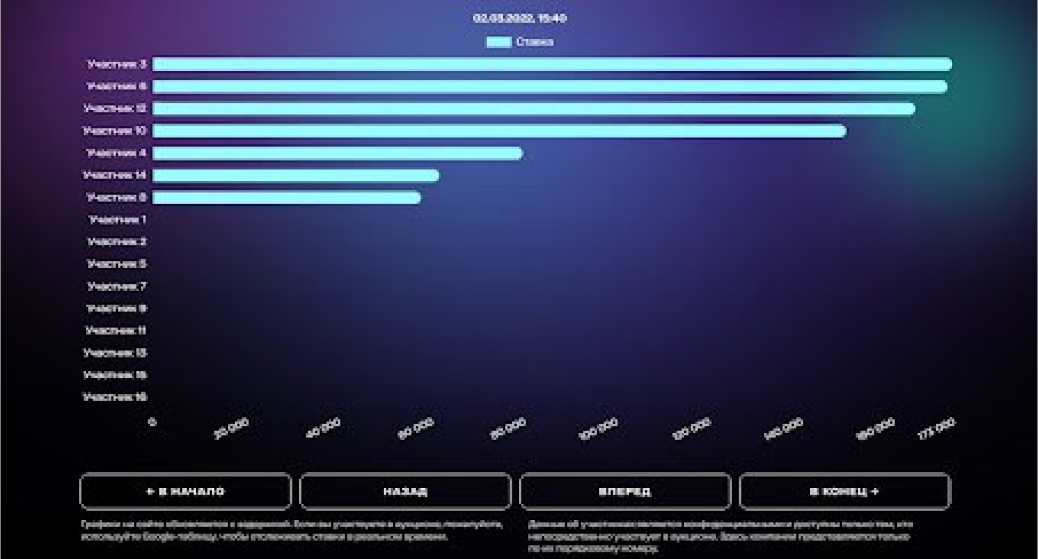 02.03.2022, 15:40
Ставка
Участник 3
Участник 6
Участник 12
Участник 10
Участник 4
Участник 14
Участник 8
Участник 1
Участник 2
Участник 5
Участник 7
Участник 9
Участник 11
Участник 13
Участник 15
Участник 16
0
20 000
40 000
60 000
80 000
100 000
120 000
140 000
160 000
173 000
← В НАЧАЛО
НАЗАД
ВПЕРЕД
В КОНЕЦ →
Графики на сайте обновляются с задержкой. Если вы участвуете в аукционе, пожалуйста,
используйте Google-таблицу, чтобы отслеживать ставки в реальном времени.
Данные об участниках являются конфиденциальными и доступны только тем, кто
непосредственно участвует в аукционе. Здесь компании представляются только
по их порядковому номеру.